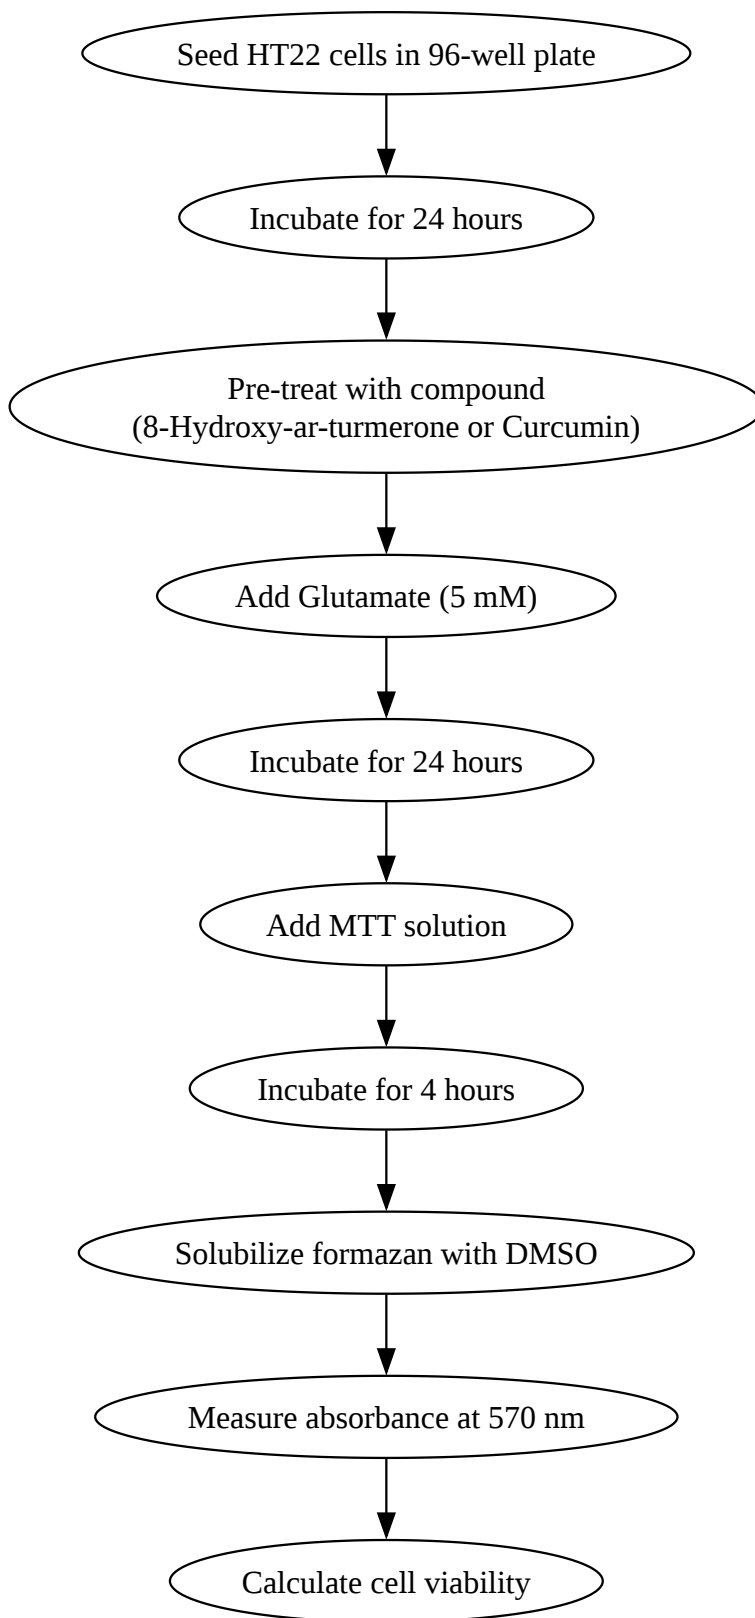 Seed HT22 cells in 96-well plate
Incubate for 24 hours
Pre-treat with compound
(8-Hydroxy-ar-turmerone or Curcumin)
Add Glutamate (5 mM)
Incubate for 24 hours
Add MTT solution
Incubate for 4 hours
Solubilize formazan with DMSO
Measure absorbance at 570 nm
Calculate cell viability